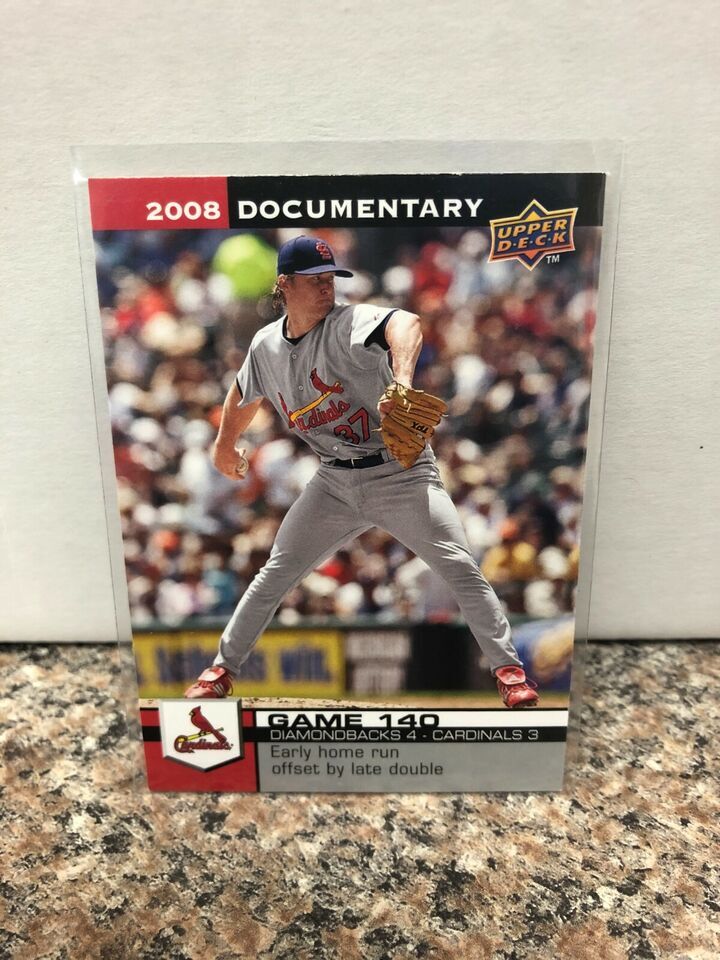 2008 DOCUMENTARY
UPPER
D·E·C·K
TM
Cardinals
37
GAME 140
DIAMONDBACKS 4 - CARDINALS 3
Cardinals
Early home run
offset by late double